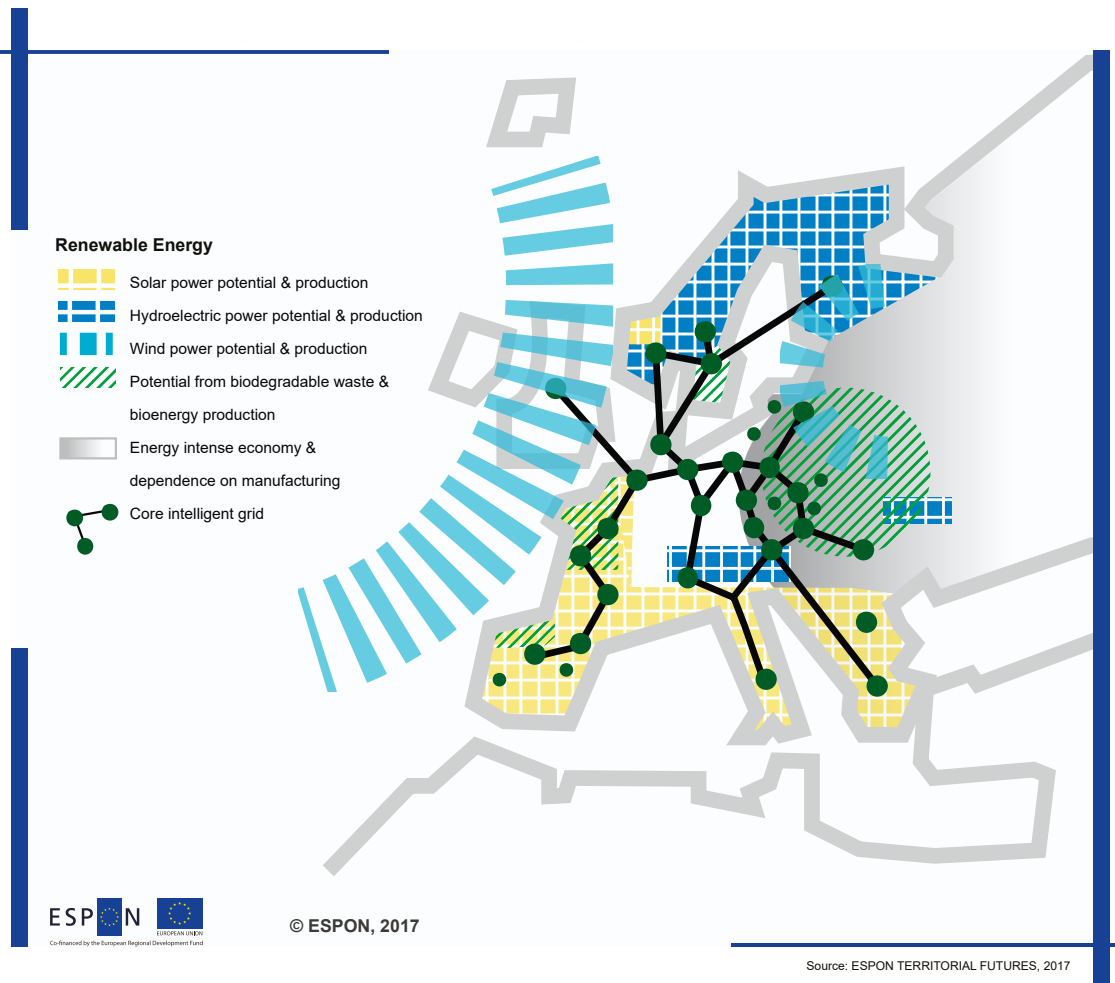 Renewable Energy
Solar power potential & production
Hydroelectric power potential & production
Wind power potential & production
Potential from biodegradable waste &
bioenergy production
Energy intense economy &
dependence on manufacturing
Core intelligent grid
ESPON
EUROPEAN UNION
Co-financed by the European Regional Development Fund
© ESPON, 2017
Source: ESPON TERRITORIAL FUTURES, 2017